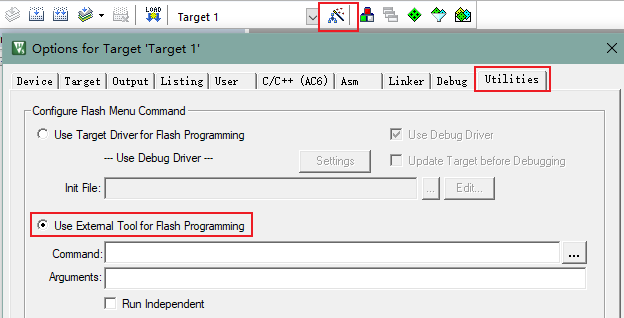 LOAD
Target 1
Options for Target 'Target 1'
Device Target Output Listing User C/C++ (AC6) Asm Linker Debug Utilities
Configure Flash Menu Command
Use Target Driver for Flash Programming
Use Debug Driver
--- Use Debug Driver ---
Settings
Update Target before Debugging
Init File:
...
Edit...
Use External Tool for Flash Programming
Command:
...
Arguments:
Run Independent